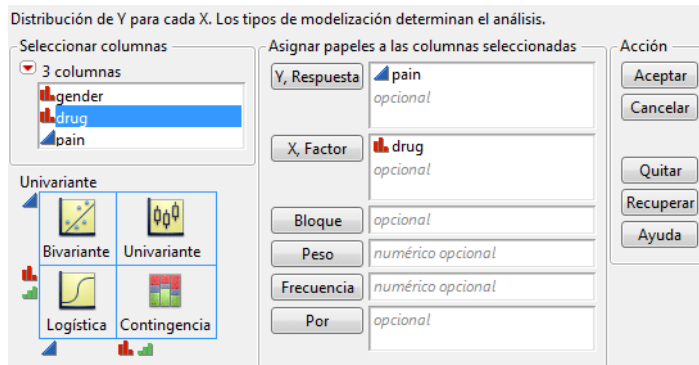 Distribución de Y para cada X. Los tipos de modelización determinan el análisis.
Seleccionar columnas
3 columnas
gender
drug
pain
Univariante
Bivariante
Univariante
Logística
Contingencia
Asignar papeles a las columnas seleccionadas
Y, Respuesta
pain
opcional
X, Factor
drug
opcional
Bloque
opcional
Peso
numérico opcional
Frecuencia
numérico opcional
Por
opcional
Acción
Aceptar
Cancelar
Quitar
Recuperar
Ayuda